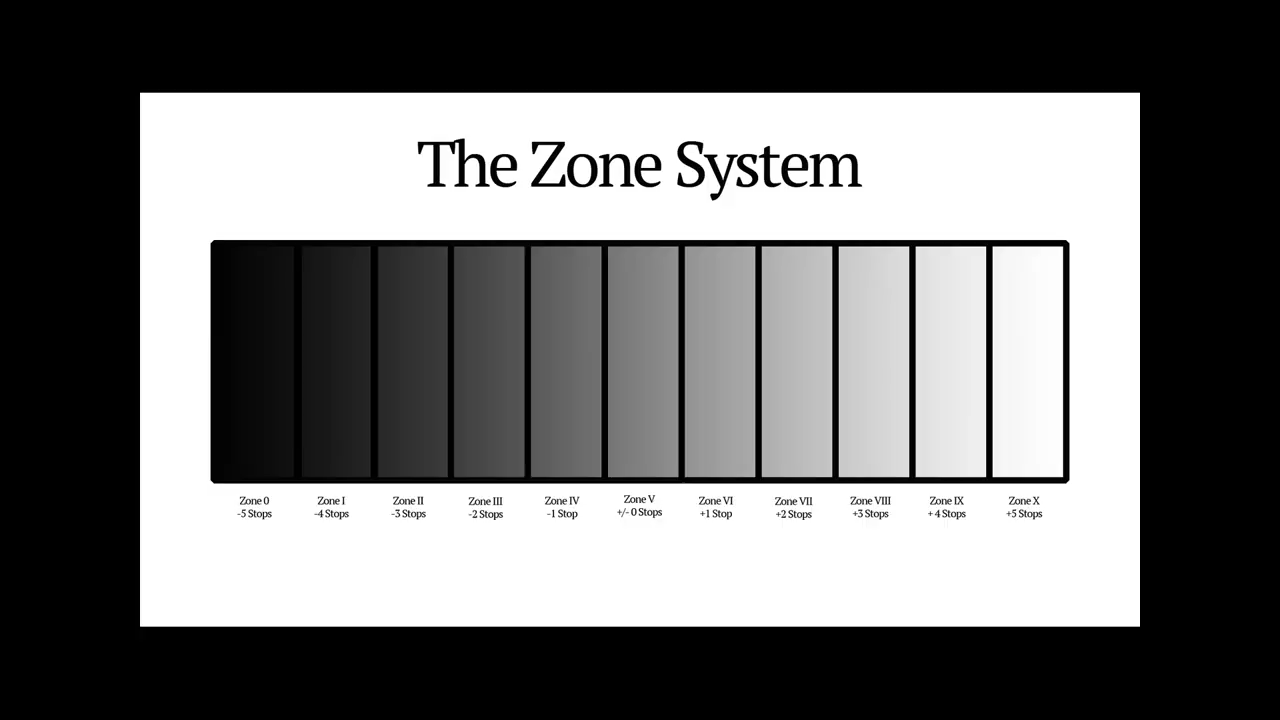 The Zone System
Zone 0 Zone I Zone II Zone III Zone IV Zone V Zone VI Zone VII Zone VIII Zone IX Zone X
-5 Stops -4 Stops -3 Stops -2 Stops -1 Stop +/- 0 Stops +1 Stop +2 Stops +3 Stops + 4 Stops +5 Stops